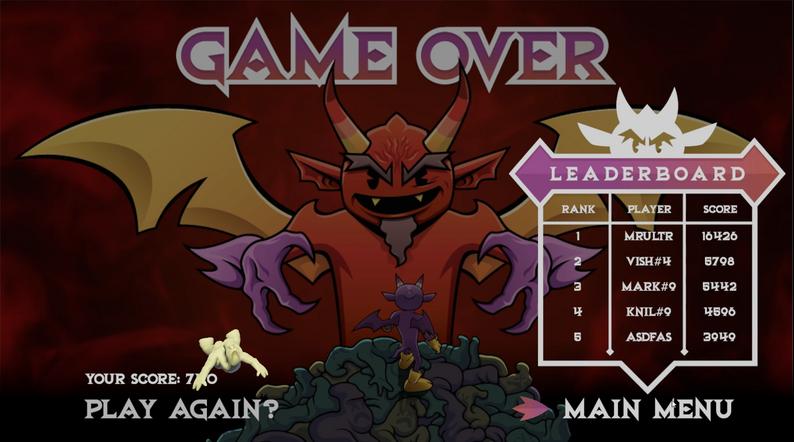 GAME OVER
LEADERBOARD
RANK PLAYER SCORE
1 MRULTR 16426
2 VISH#4 5798
3 MARK#9 5442
4 KNIL#9 4596
5 ASDFAS 3949
YOUR SCORE:
PLAY AGAIN?
MAIN MENU